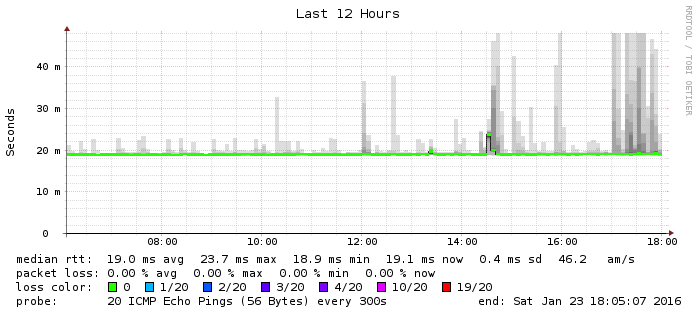 Last 12 Hours
RRDTOOL / TOBI OETIKER
Seconds
40 m
30 m
20 m
10 m
0
08:00 10:00 12:00 14:00 16:00 18:00
median rtt: 19.0 ms avg 23.7 ms max 18.9 ms min 19.1 ms now 0.4 ms sd 46.2 am/s
packet loss: 0.00 % avg 0.00 % max 0.00 % min 0.00 % now
loss color: 0 1/20 2/20 3/20 4/20 10/20 19/20
probe: 20 ICMP Echo Pings (56 Bytes) every 300s end: Sat Jan 23 18:05:07 2016